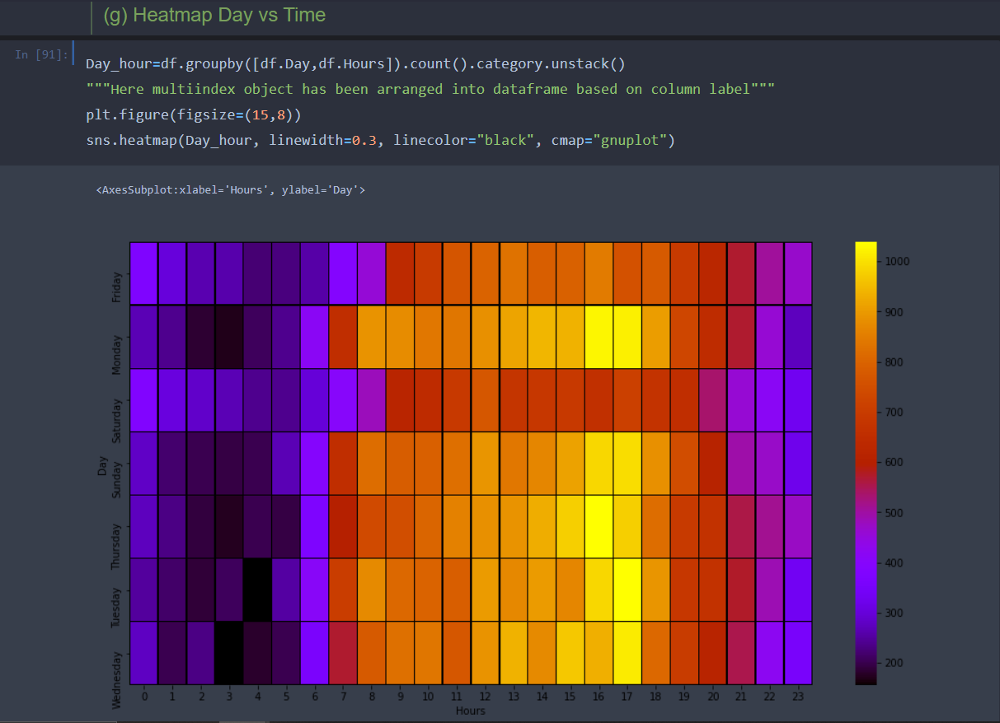 (g) Heatmap Day vs Time
In [91]:
Day_hour=df.groupby([df.Day,df.Hours]).count().category.unstack()
"""Here multiindex object has been arranged into dataframe based on column label"""
plt.figure(figsize=(15,8))
sns.heatmap(Day_hour, linewidth=0.3, linecolor="black", cmap="gnuplot")
<AxesSubplot:xlabel='Hours', ylabel='Day'>
Day
Friday
Monday
Saturday
Sunday
Thursday
Tuesday
Wednesday
0 1 2 3 4 5 6 7 8 9 10 11 12 13 14 15 16 17 18 19 20 21 22 23
Hours
1000
900
800
700
600
500
400
300
200